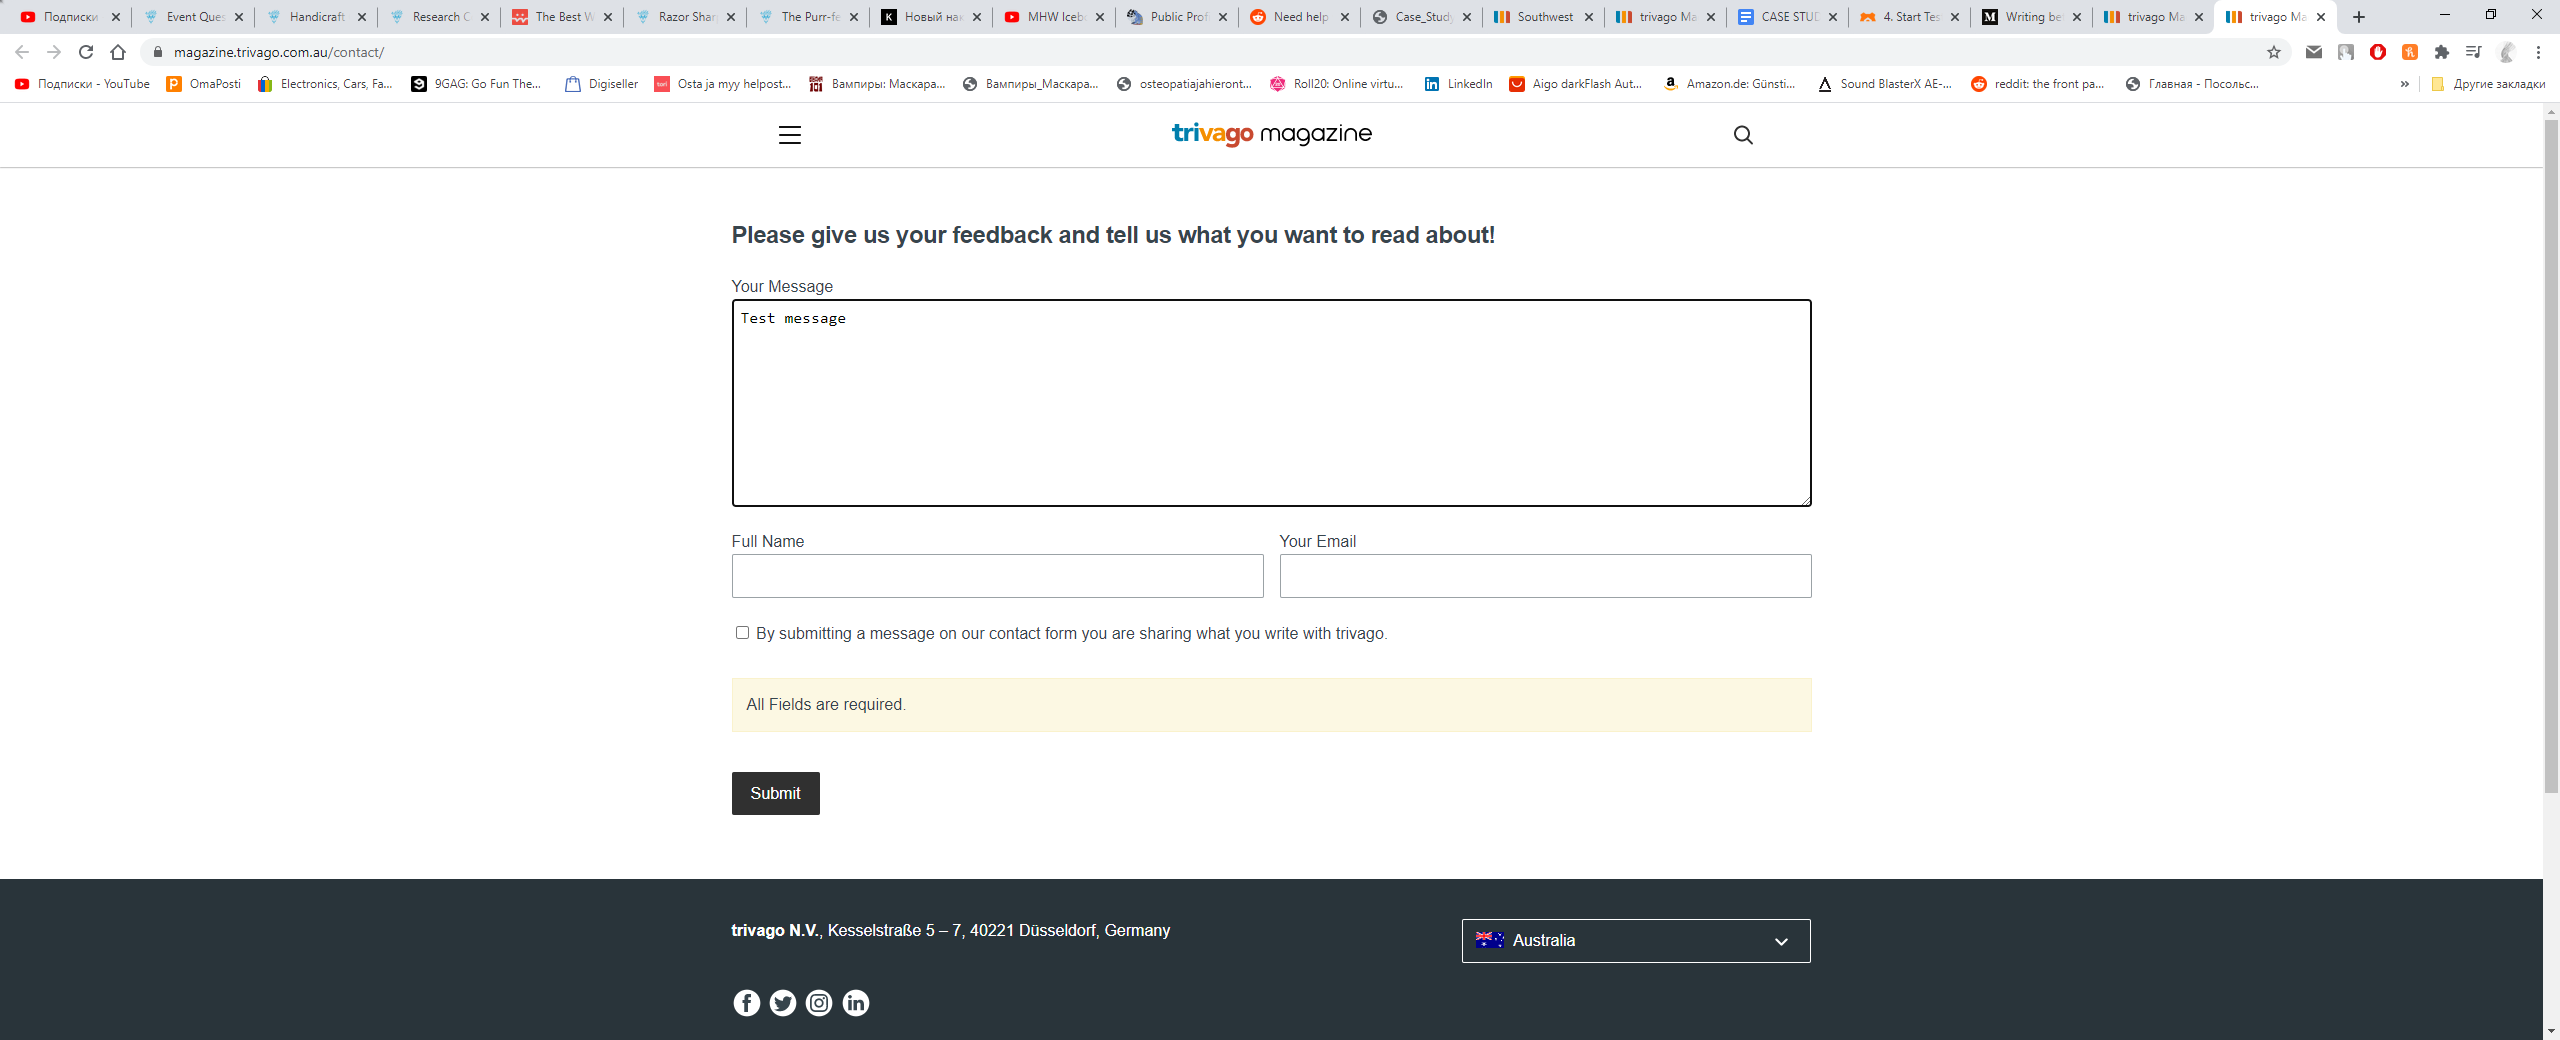 Подписки
Event Ques
Handicraft
Research C
The Best W
Razor Shar
The Purr-fe
Новый нак
MHW Icebo
Public Prof
Need help
Case_Study
Southwest
trivago Ma
CASE STUD
4. Start Tes
Writing bet
trivago Ma
trivago Ma
magazine.trivago.com.au/contact/
Подписки - YouTube
OmaPosti
Electronics, Cars, Fa...
9GAG: Go Fun The...
Digiseller
Osta ja myy helpost...
Вампиры: Маскара...
Вампиры_Маскара...
osteopatiajahieront...
Roll20: Online virtu...
LinkedIn
Aigo darkFlash Aut...
Amazon.de: Günsti...
Sound BlasterX AE-...
reddit: the front pa...
Главная - Посольс...
Другие закладки
trivago magazine
Please give us your feedback and tell us what you want to read about!
Your Message
Test message
Full Name
Your Email
By submitting a message on our contact form you are sharing what you write with trivago.
All Fields are required.
Submit
trivago N.V., Kesselstraße 5 – 7, 40221 Düsseldorf, Germany
Australia